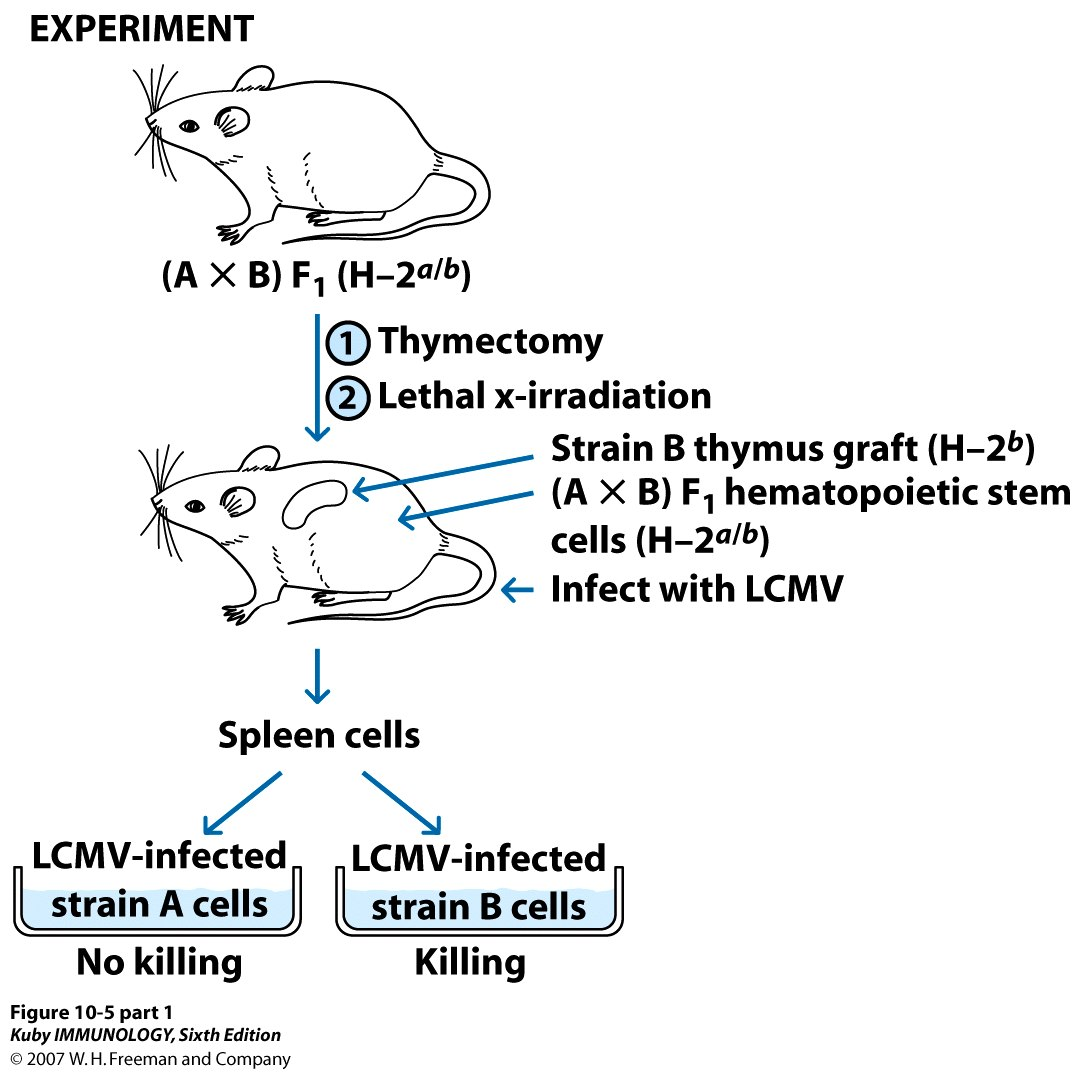 EXPERIMENT
(A × B) F₁ (H–2ᵃ/ᵇ)
1 Thymectomy
2 Lethal x-irradiation
Strain B thymus graft (H–2ᵇ)
(A × B) F₁ hematopoietic stem
cells (H–2ᵃ/ᵇ)
Infect with LCMV
Spleen cells
LCMV-infected
strain A cells
No killing
LCMV-infected
strain B cells
Killing
Figure 10-5 part 1
Kuby IMMUNOLOGY, Sixth Edition
© 2007 W. H. Freeman and Company